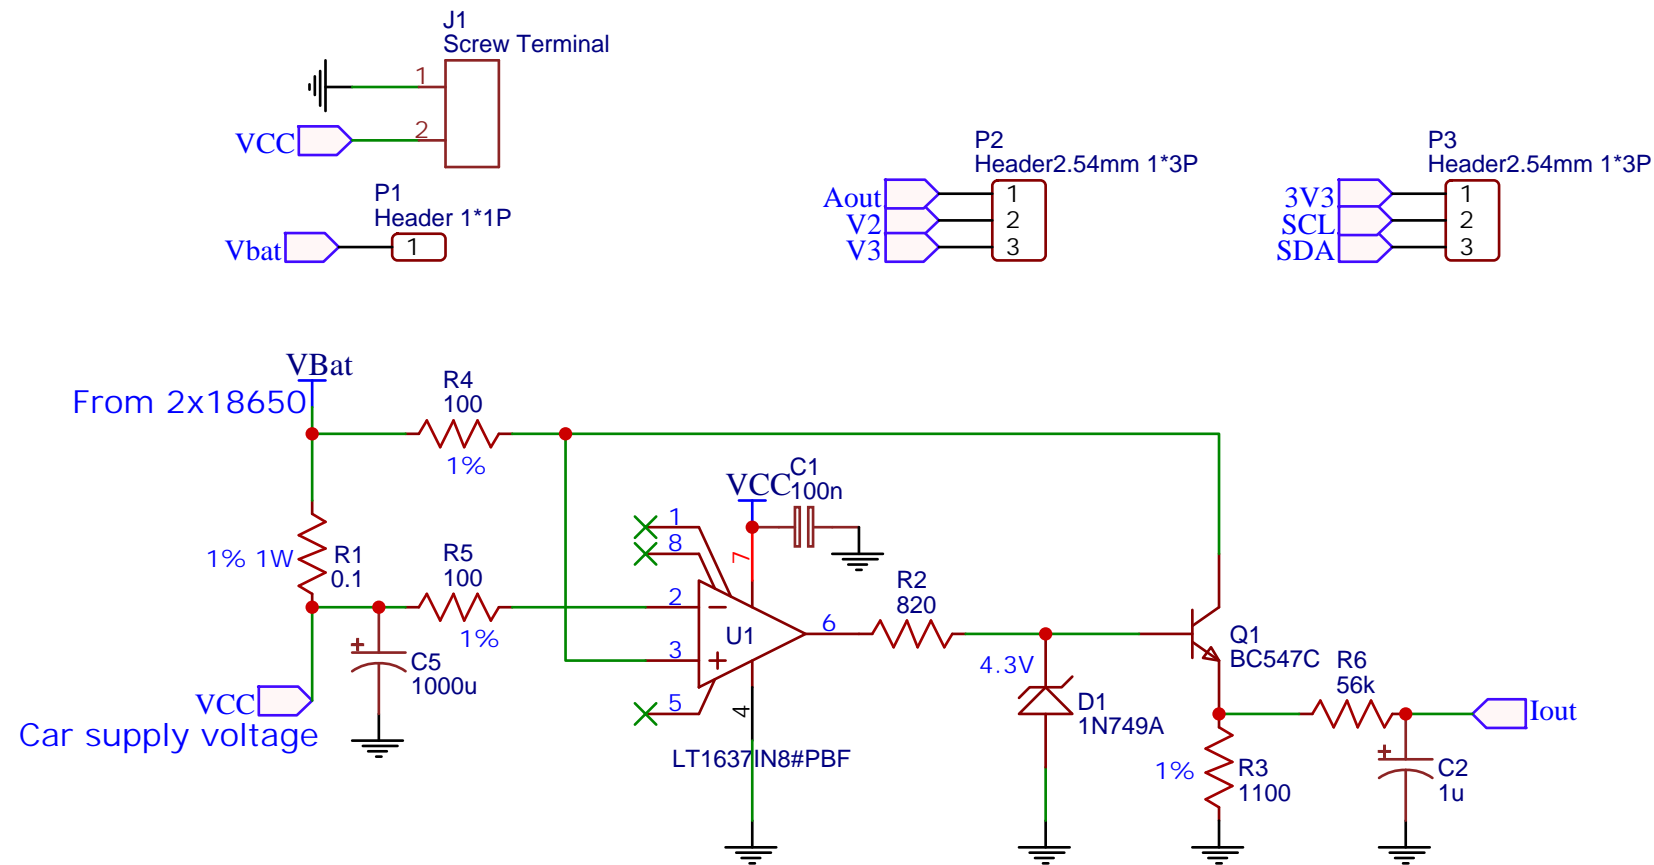 J1
Screw Terminal
1
2
VCC
P1
Header 1*1P
Vbat
1
P2
Header2.54mm 1*3P
Aout
V2
V3
1
2
3
P3
Header2.54mm 1*3P
3V3
SCL
SDA
1
2
3
VBat
From 2x18650
R4
100
1%
1% 1W
R1
0.1
R5
100
1%
C5
1000u
VCC
Car supply voltage
VCC
C1
100n
1
8
7
2
3
5
4
6
U1
LT1637IN8#PBF
R2
820
4.3V
D1
1N749A
Q1
BC547C
R6
56k
Iout
1%
R3
1100
C2
1u